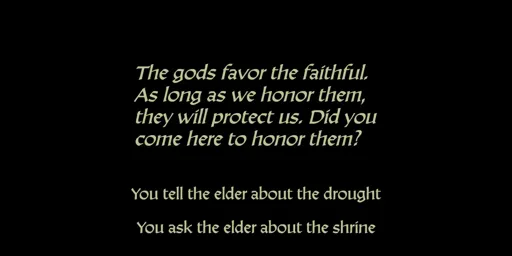 The gods favor the faithful.
As long as we honor them,
they will protect us. Did you
come here to honor them?
You tell the elder about the drought
You ask the elder about the shrine